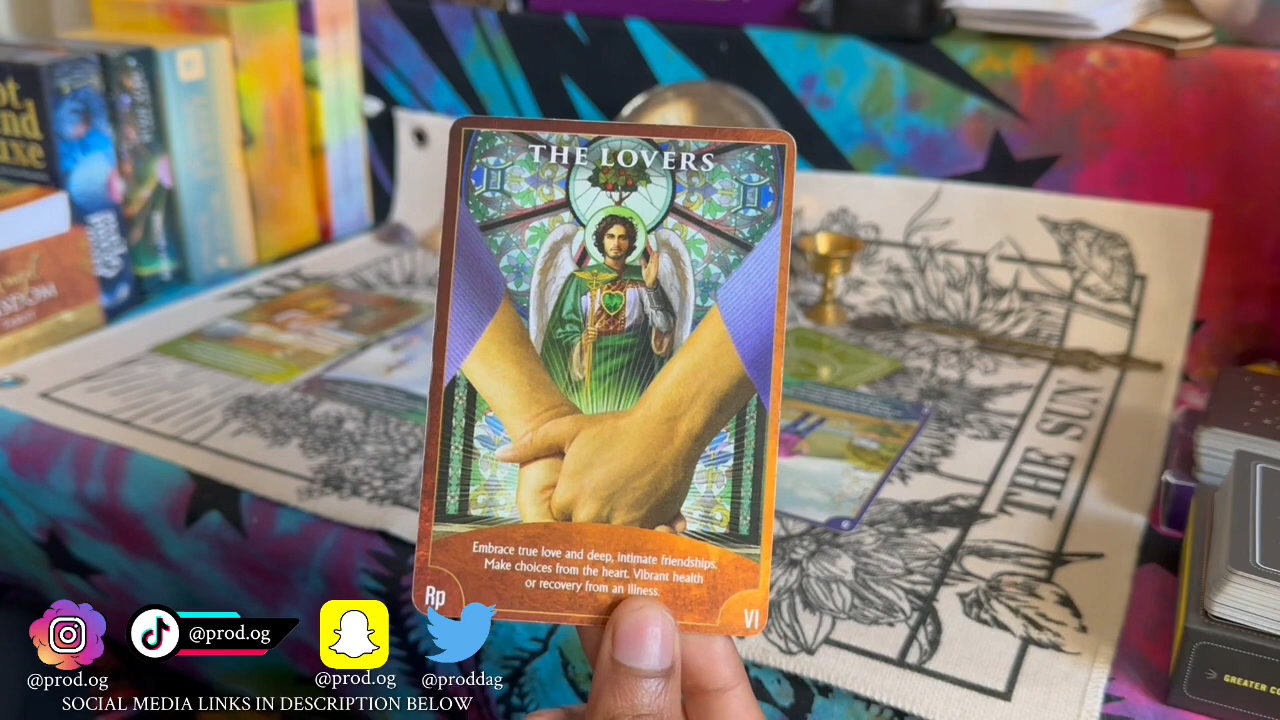 THE LOVERS
Embrace true love and deep, intimate friendships.
Make choices from the heart. Vibrant health
or recovery from an illness.
Rp
VI
THE SUN
GREATER
@prod.og
@prod.og
@prod.og
@proddag
SOCIAL MEDIA LINKS IN DESCRIPTION BELOW